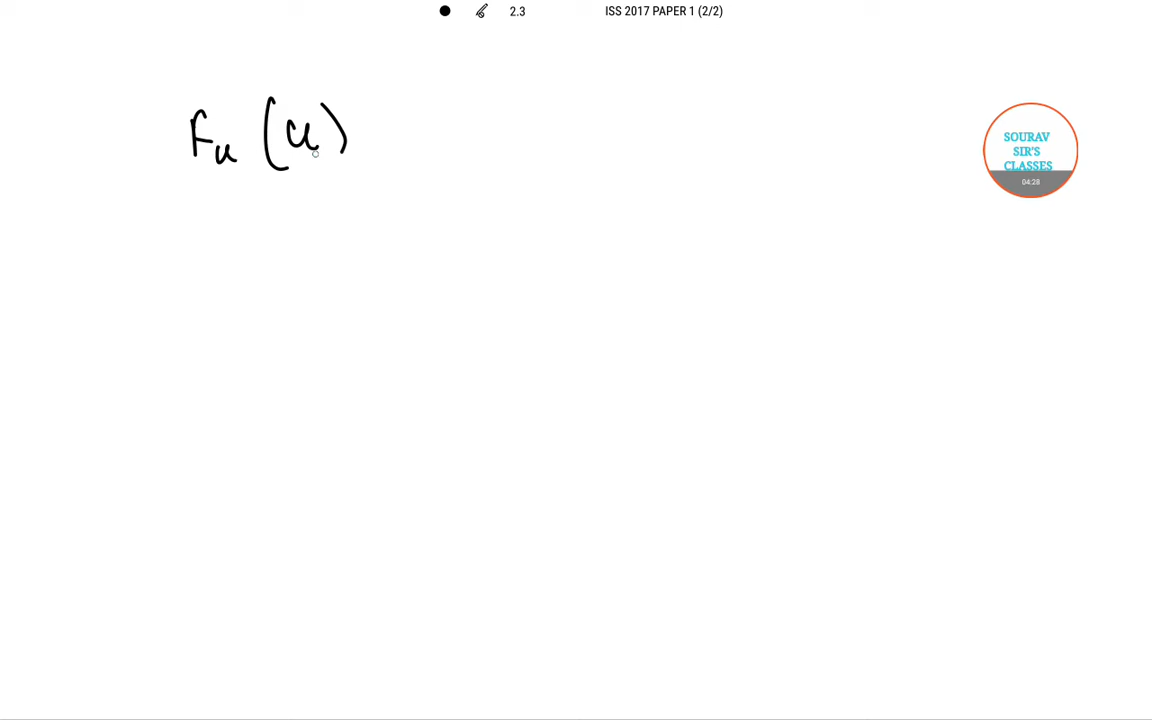 2.3 ISS 2017 PAPER 1 (2/2)
Fu (u)
SOURAV
SIR'S
CLASSES
04:28